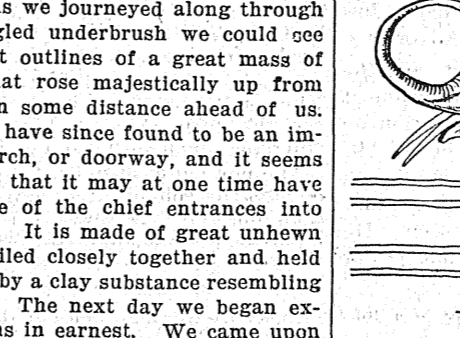 s we journeyed along through
gled underbrush we could see
t outlines of a great mass of
at rose majestically up from
n some distance ahead of us.
have since found to be an im-
rch, or doorway, and it seems
that it may at one time have
e of the chief entrances into
It is made of great unhewn
iled closely together and held
by a clay substance resembling
The next day we began ex-
ns in earnest. We came upon